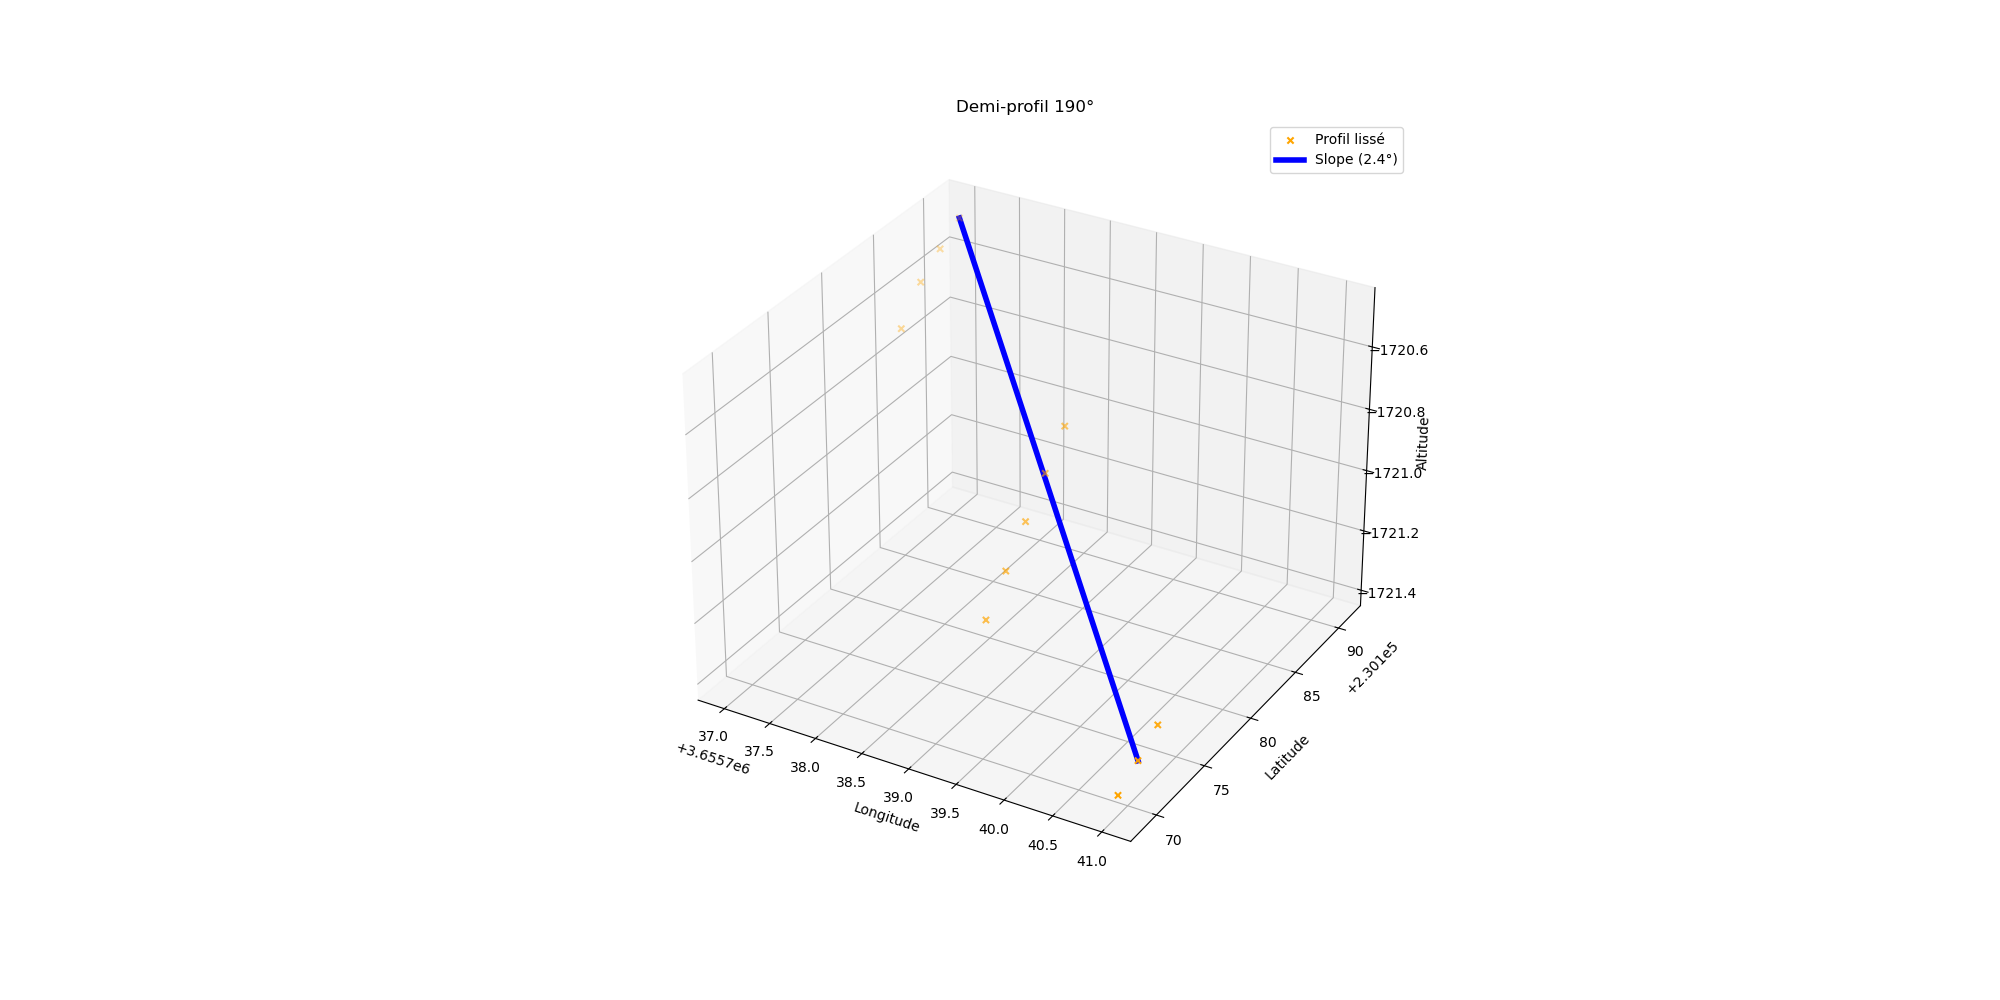 Demi-profil 190°
Profil lissé
Slope (2.4°)
−1720.6
−1720.8
−1721.0
−1721.2
−1721.4
Altitude
90
85
80
75
70
+2.301e5
Latitude
37.0
37.5
38.0
38.5
39.0
39.5
40.0
40.5
41.0
+3.6557e6
Longitude